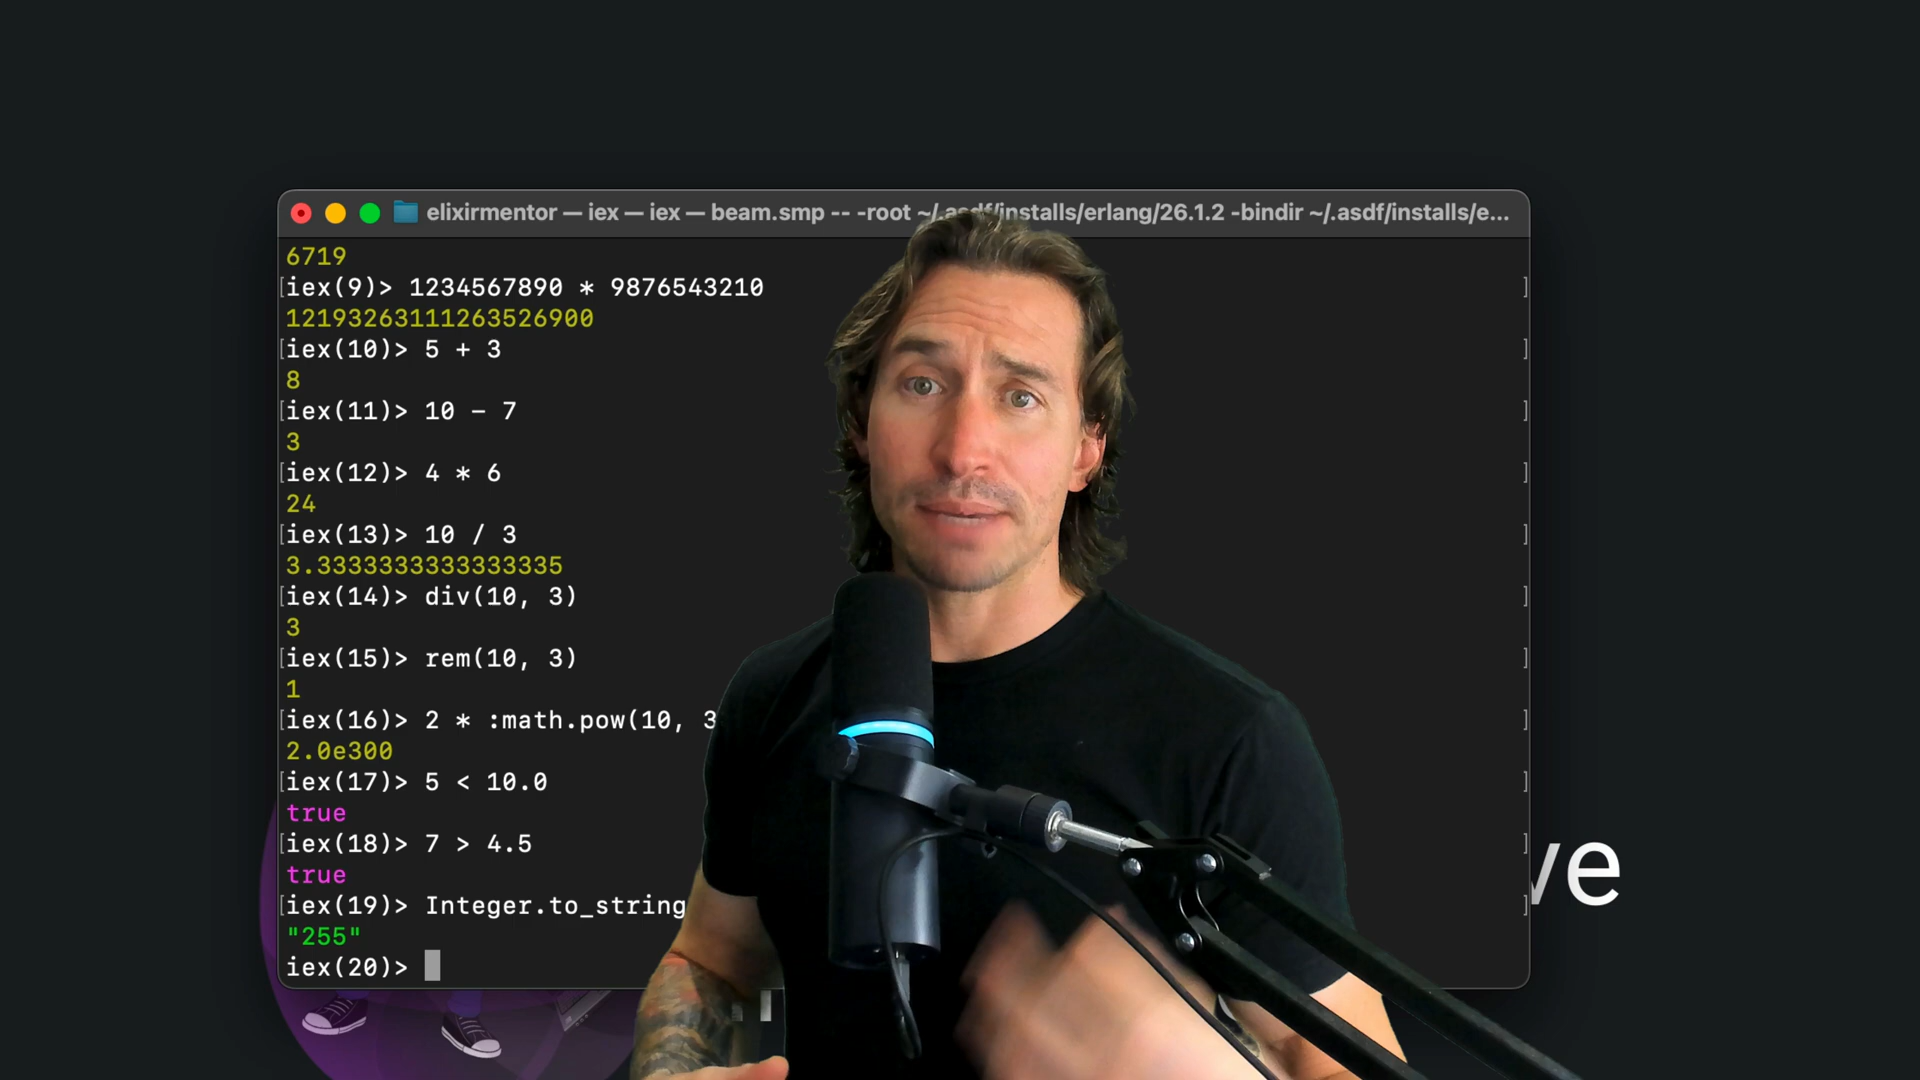 elixirmentor — iex — iex — beam.smp -- -root ~/.asdf/installs/erlang/26.1.2 -bindir ~/.asdf/installs/e...
6719
[iex(9)> 1234567890 * 9876543210 ]
12193263111263526900
[iex(10)> 5 + 3 ]
8
[iex(11)> 10 - 7 ]
3
[iex(12)> 4 * 6 ]
24
[iex(13)> 10 / 3 ]
3.3333333333333335
[iex(14)> div(10, 3) ]
3
[iex(15)> rem(10, 3) ]
1
[iex(16)> 2 * :math.pow(10, 3 ]
2.0e300
[iex(17)> 5 < 10.0 ]
true
[iex(18)> 7 > 4.5 ]
true
[iex(19)> Integer.to_string ]
"255"
iex(20)>
ve